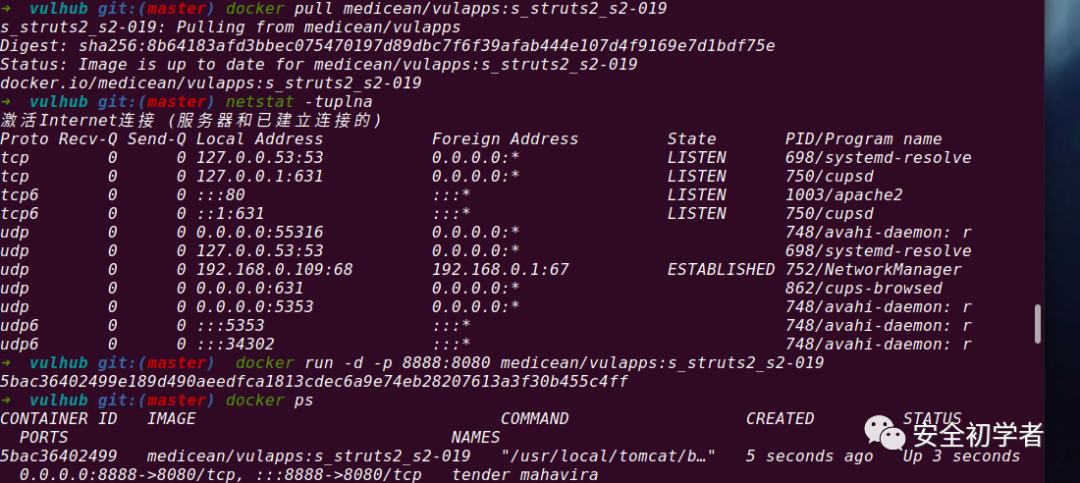 ➜  vulhub git:(master) docker pull medicean/vulapps:s_struts2_s2-019
s_struts2_s2-019: Pulling from medicean/vulapps
Digest: sha256:8b64183afd3bbec075470197d89dbc7f6f39afab444e107d4f9169e7d1bdf75e
Status: Image is up to date for medicean/vulapps:s_struts2_s2-019
docker.io/medicean/vulapps:s_struts2_s2-019
➜  vulhub git:(master) netstat -tuplna
激活Internet连接 (服务器和已建立连接的)
Proto Recv-Q Send-Q Local Address           Foreign Address         State       PID/Program name
tcp        0      0 127.0.0.53:53           0.0.0.0:*               LISTEN      698/systemd-resolve
tcp        0      0 127.0.0.1:631           0.0.0.0:*               LISTEN      750/cupsd
tcp6       0      0 :::80                   :::*                    LISTEN      1003/apache2
tcp6       0      0 ::1:631                 :::*                    LISTEN      750/cupsd
udp        0      0 0.0.0.0:55316           0.0.0.0:*                           748/avahi-daemon: r
udp        0      0 127.0.0.53:53           0.0.0.0:*                           698/systemd-resolve
udp        0      0 192.168.0.109:68        192.168.0.1:67          ESTABLISHED 752/NetworkManager
udp        0      0 0.0.0.0:631             0.0.0.0:*                           862/cups-browsed
udp        0      0 0.0.0.0:5353            0.0.0.0:*                           748/avahi-daemon: r
udp6       0      0 :::5353                 :::*                                748/avahi-daemon: r
udp6       0      0 :::34302                :::*                                748/avahi-daemon: r
➜  vulhub git:(master)  docker run -d -p 8888:8080 medicean/vulapps:s_struts2_s2-019
5bac36402499e189d490aeedfca1813cdec6a9e74eb28207613a3f30b455c4ff
➜  vulhub git:(master) docker ps
CONTAINER ID   IMAGE                               COMMAND                  CREATED         STATUS
  PORTS                                       NAMES
5bac36402499   medicean/vulapps:s_struts2_s2-019   "/usr/local/tomcat/b…"   5 seconds ago   Up 3 seconds
  0.0.0.0:8888->8080/tcp, :::8888->8080/tcp   tender_mahavira
安全初学者